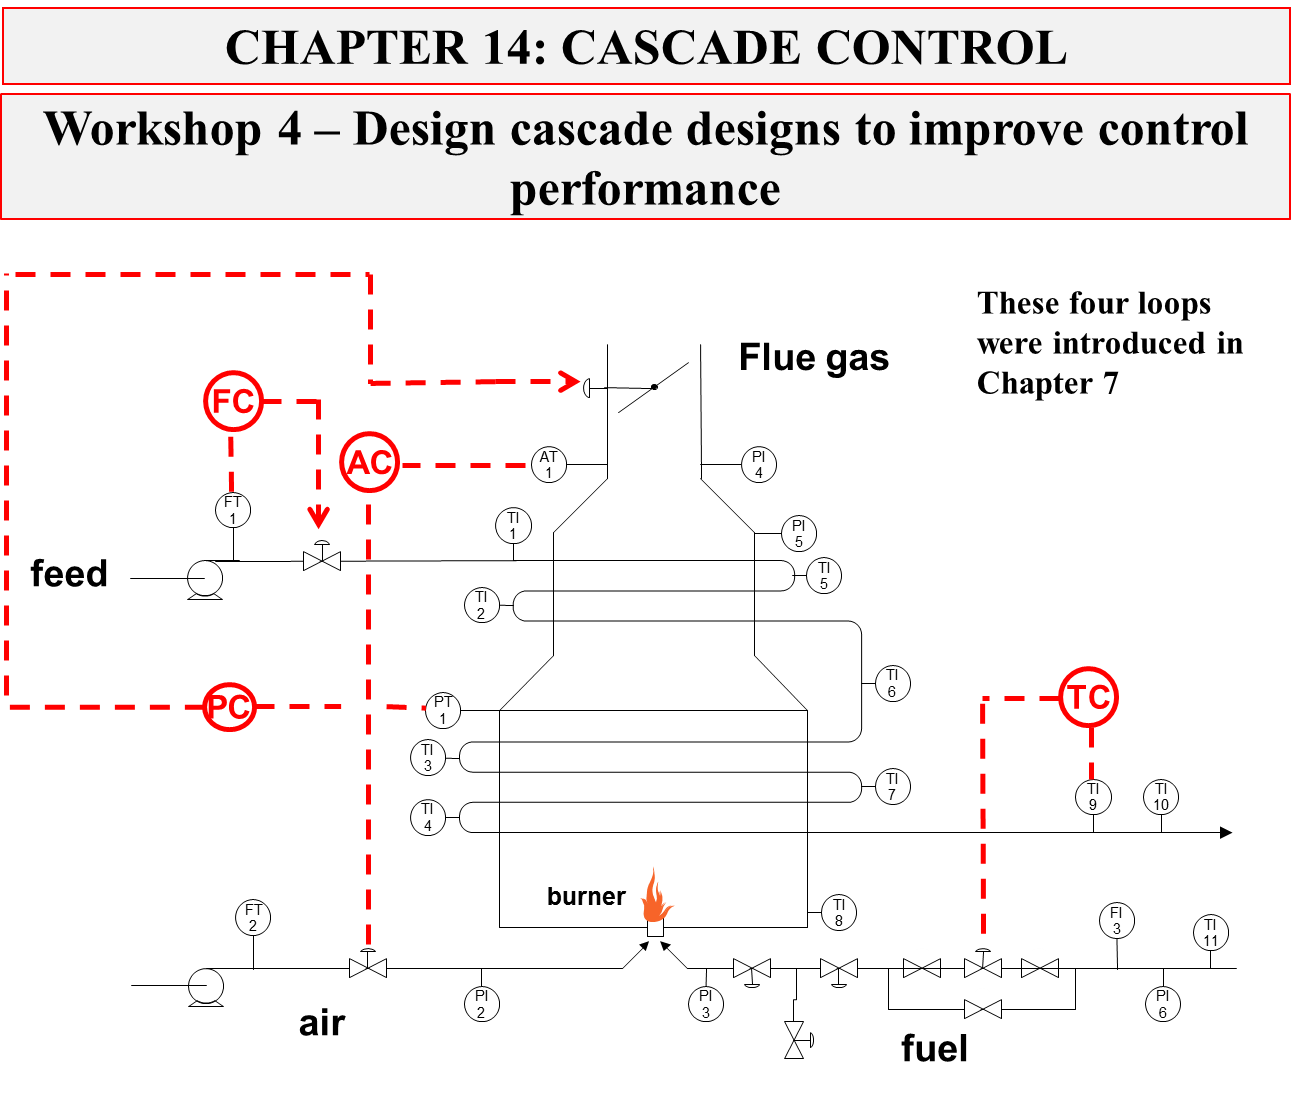 CHAPTER 14: CASCADE CONTROL
Workshop 4 – Design cascade designs to improve control
performance
These four loops
were introduced in
Chapter 7
Flue gas
FC
AC
AT
1
PI
4
FT
1
TI
1
PI
5
feed
TI
5
TI
2
TI
6
PC
PT
1
TC
TI
3
TI
7
TI
9
TI
10
TI
4
burner
TI
8
FT
2
FI
3
TI
11
PI
2
PI
3
PI
6
air
fuel